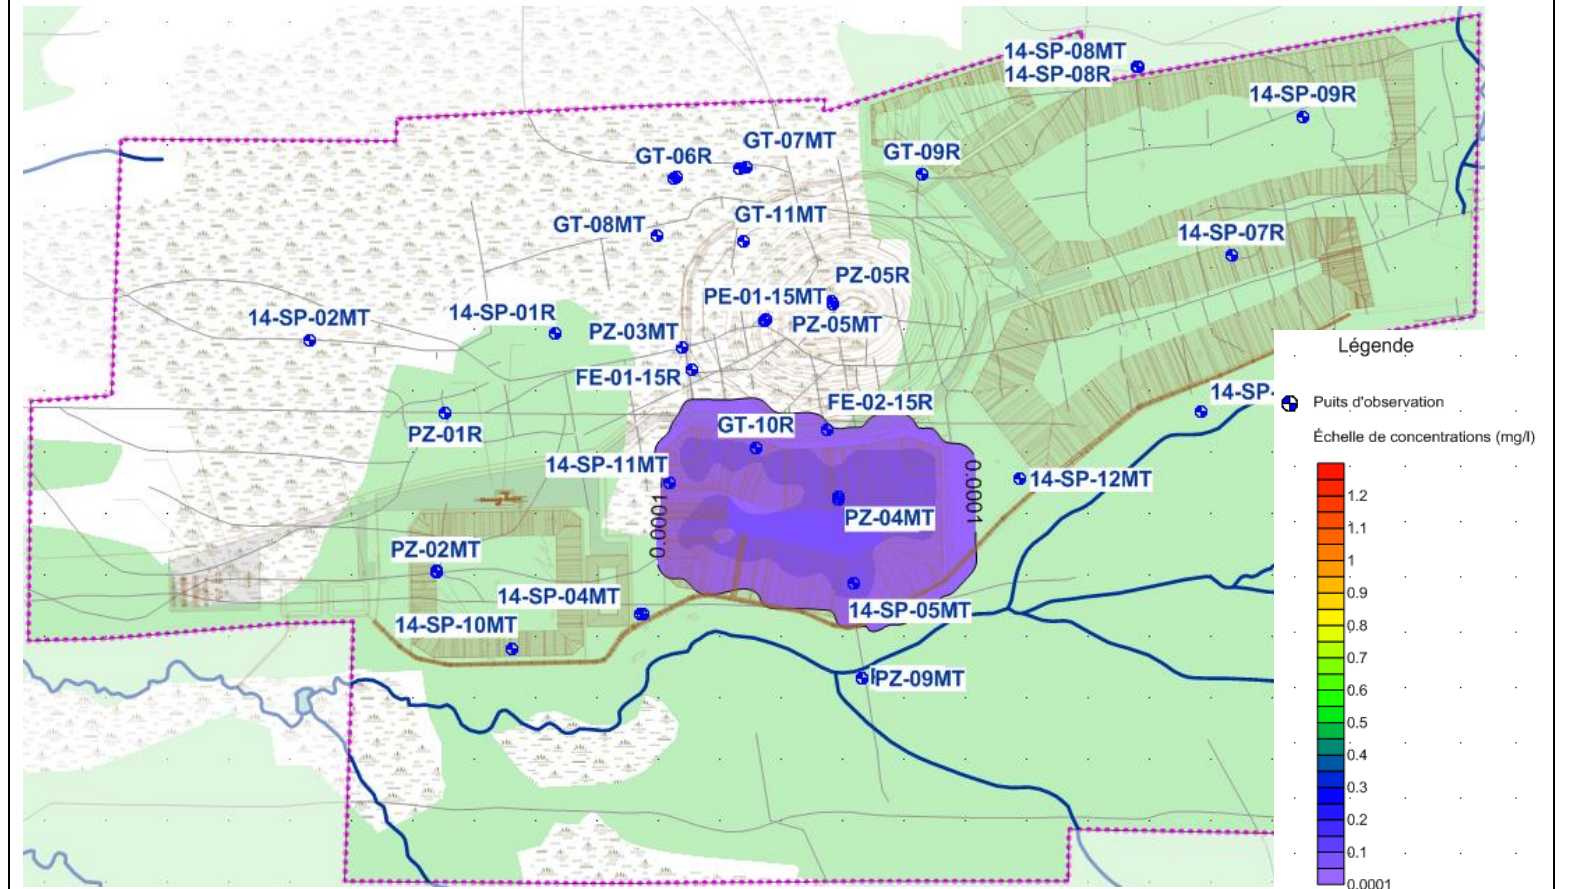 14-SP-08MT
14-SP-08R
14-SP-09R
GT-07MT
GT-06R
GT-09R
GT-11MT
GT-08MT
14-SP-07R
PZ-05R
PE-01-15MT
14-SP-02MT
14-SP-01R
PZ-03MT
PZ-05MT
FE-01-15R
14-SP-
FE-02-15R
PZ-01R
GT-10R
14-SP-11MT
14-SP-12MT
0.0001
0.0001
PZ-04MT
PZ-02MT
14-SP-04MT
14-SP-05MT
14-SP-10MT
PZ-09MT
Légende
Puits d'observation
Échelle de concentrations (mg/l)
1.2
1.1
1
0.9
0.8
0.7
0.6
0.5
0.4
0.3
0.2
0.1
0.0001